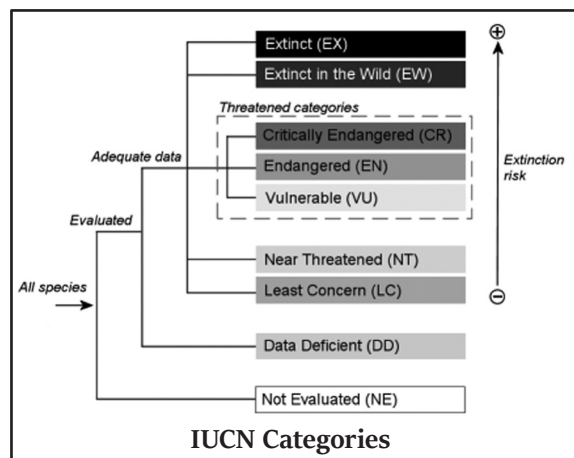 Extinct (EX)
Extinct in the Wild (EW)
Threatened categories
Critically Endangered (CR)
Adequate data
Endangered (EN)
Extinction
risk
Vulnerable (VU)
Evaluated
Near Threatened (NT)
All species
Least Concern (LC)
Data Deficient (DD)
Not Evaluated (NE)
IUCN Categories